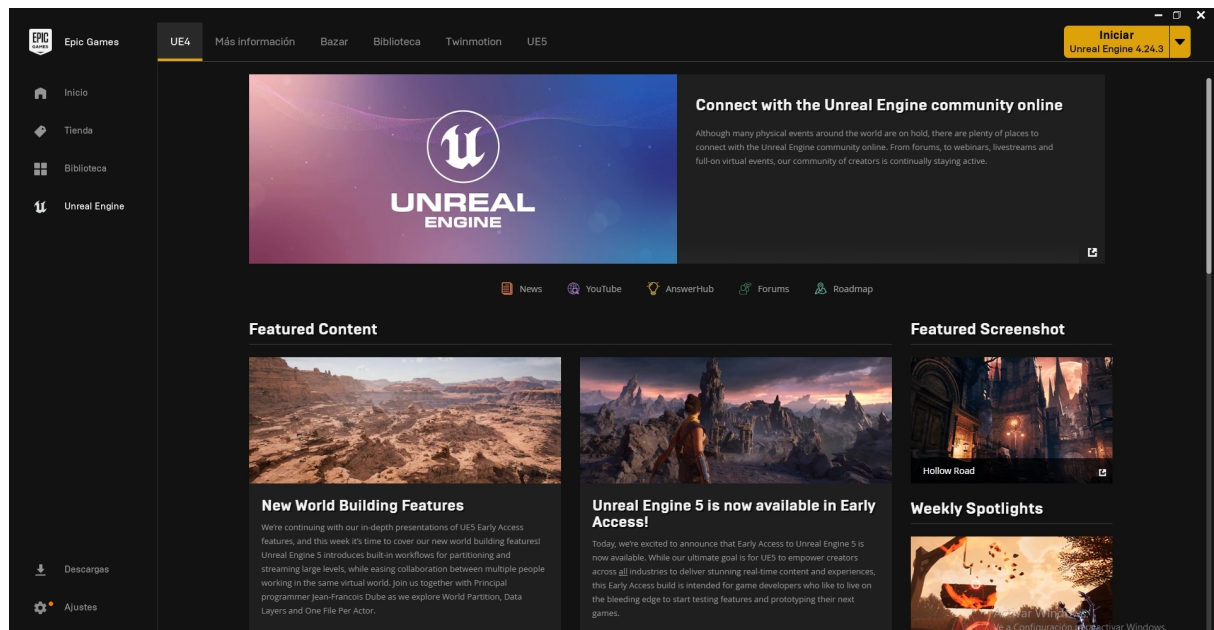 EPIC
GAMES
Epic Games
UE4
Más información
Bazar
Biblioteca
Twinmotion
UE5
Iniciar
Unreal Engine 4.24.3
Inicio
Tienda
Biblioteca
Unreal Engine
Descargas
Ajustes
UNREAL
ENGINE
Connect with the Unreal Engine community online
Although many physical events around the world are on hold, there are plenty of places to
connect with the Unreal Engine community online. From forums, to webinars, livestreams and
full-on virtual events, our community of creators is continually staying active.
News
YouTube
AnswerHub
Forums
Roadmap
Featured Content
New World Building Features
We're continuing with our in-depth presentations of UE5 Early Access
features, and this week it's time to cover our new world building features!
Unreal Engine 5 introduces built-in workflows for partitioning and
streaming large levels, while easing collaboration between multiple people
working in the same virtual world. Join us together with Principal
programmer Jean-Francois Dube as we explore World Partition, Data
Layers and One File Per Actor.
Unreal Engine 5 is now available in Early
Access!
Today, we're excited to announce that Early Access to Unreal Engine 5 is
now available. While our ultimate goal is for UE5 to empower creators
across all industries to deliver stunning real-time content and experiences,
this Early Access build is intended for game developers who like to live on
the bleeding edge to start testing features and prototyping their next
games.
Featured Screenshot
Hollow Road
Weekly Spotlights
Ve a Configuración activar Windows.